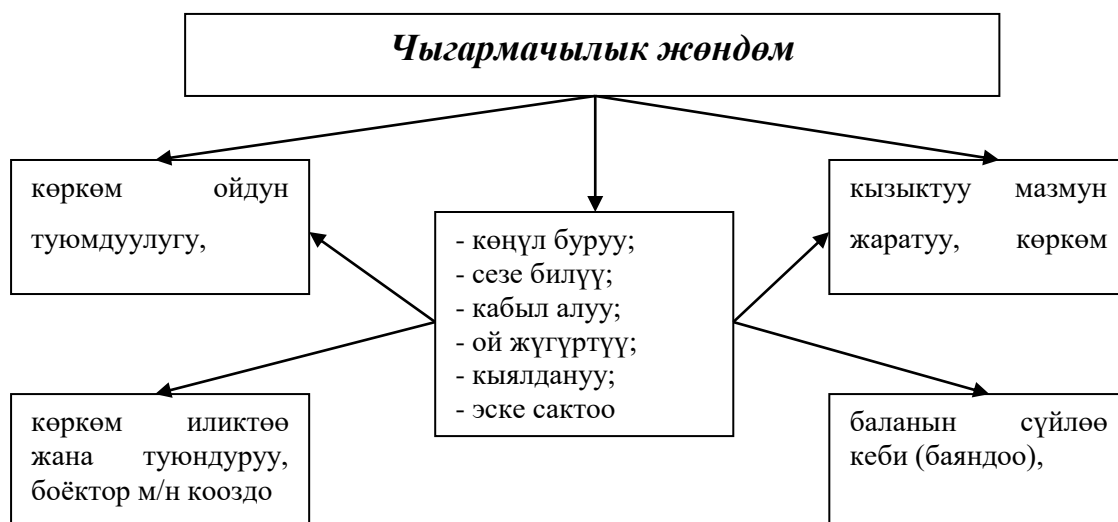 Чыгармачылык жөндөм
көркөм ойдун
туюмдуулугу,
- көңүл буруу;
- сезе билүү;
- кабыл алуу;
- ой жүгүртүү;
- кыялдануу;
- эске сактоо
кызыктуу мазмун
жаратуу, көркөм
көркөм иликтөө
жана туюндуруу,
боёктор м/н коozдо
баланын сүйлөө
кеби (баяндоо),